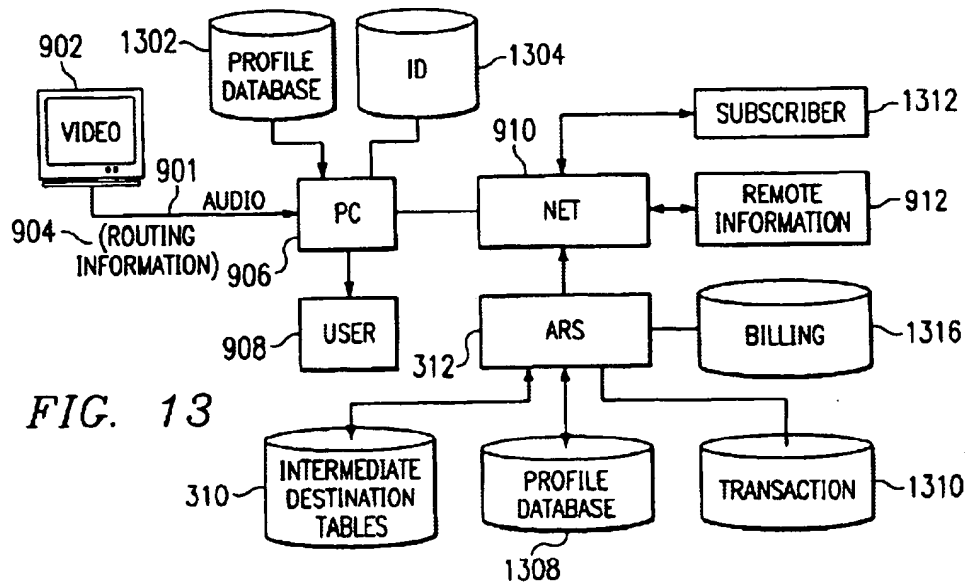 902
1302
PROFILE
DATABASE
ID
1304
VIDEO
901
AUDIO
904
(ROUTING
INFORMATION)
PC
906
910
NET
SUBSCRIBER
1312
REMOTE
INFORMATION
912
USER
908
ARS
312
BILLING
1316
FIG. 13
INTERMEDIATE
DESTINATION
TABLES
310
PROFILE
DATABASE
1308
TRANSACTION
1310